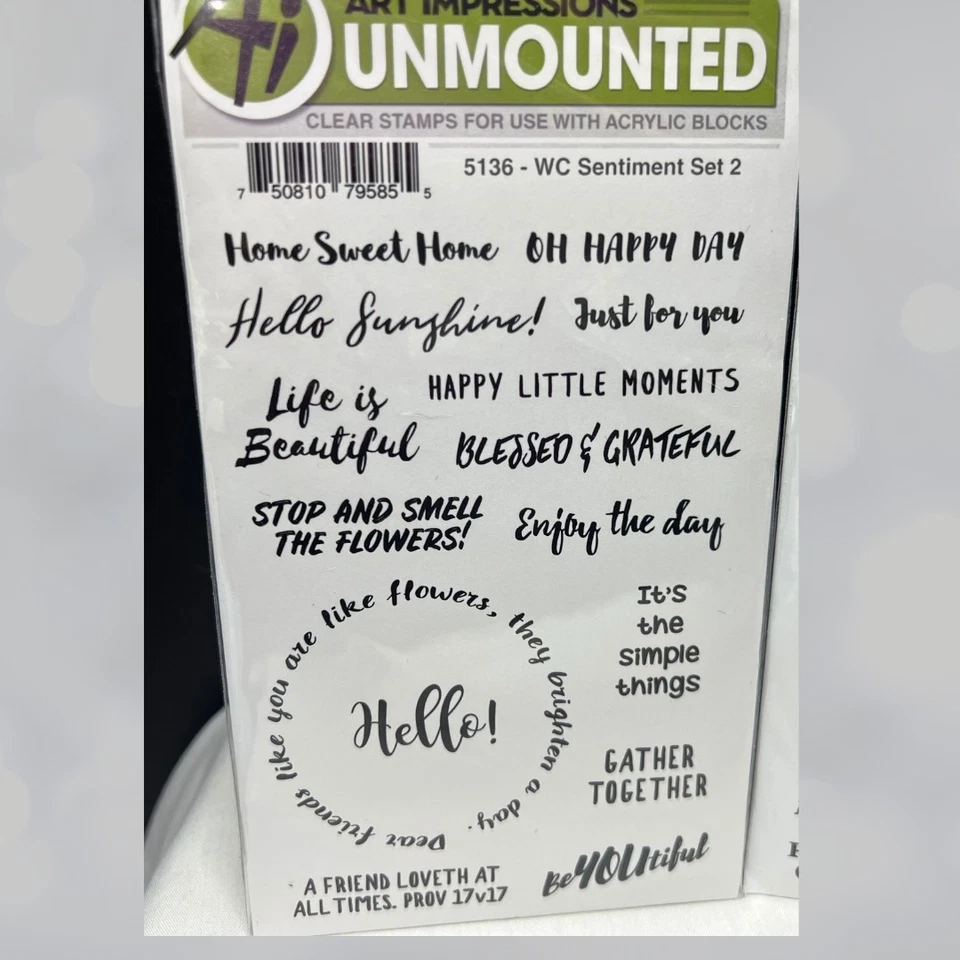 ART IMPRESSIONS
UNMOUNTED
CLEAR STAMPS FOR USE WITH ACRYLIC BLOCKS
7 50810 79585 5
5136 - WC Sentiment Set 2
Home Sweet Home
OH HAPPY DAY
Hello Sunshine!
Just for you
Life is
Beautiful
HAPPY LITTLE MOMENTS
BLESSED & GRATEFUL
STOP AND SMELL
THE FLOWERS!
Enjoy the day
Dear friends like you are like flowers, they brighten a day.
Hello!
It's
the
simple
things
GATHER
TOGETHER
A FRIEND LOVETH AT
ALL TIMES. PROV 17v17
BeYOUtiful